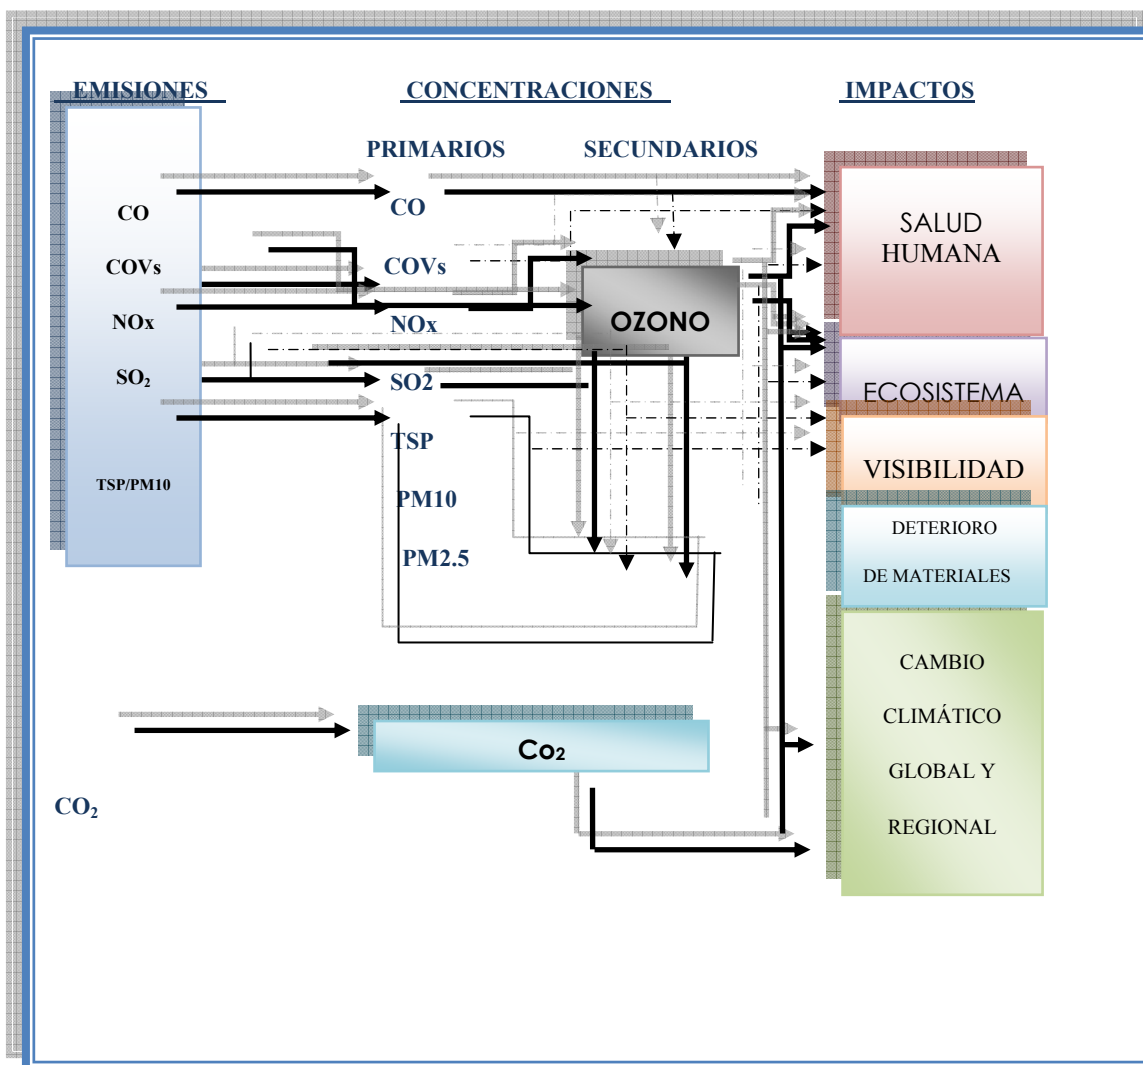 EMISIONES CONCENTRACIONES IMPACTOS
PRIMARIOS SECUNDARIOS
CO
COVs
NOx
SO₂
TSP/PM10
CO
COVs
NOx
SO2
TSP
PM10
PM2.5
OZONO
SALUD
HUMANA
ECOSISTEMA
VISIBILIDAD
DETERIORO
DE MATERIALES
CAMBIO
CLIMÁTICO
GLOBAL Y
REGIONAL
Co₂
CO₂